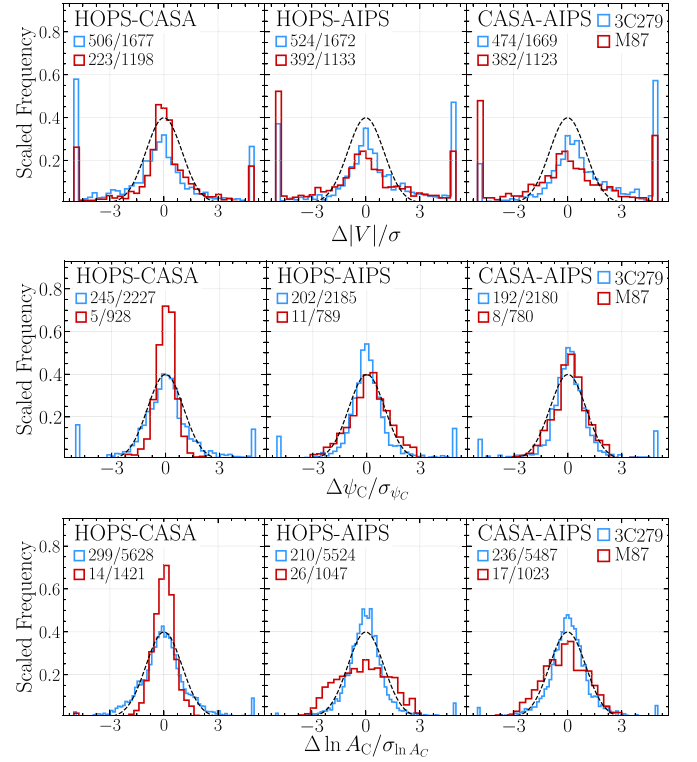 HOPS-CASA HOPS-AIPS CASA-AIPS 3C279
506/1677 524/1672 474/1669 M87
223/1198 392/1133 382/1123
0.8
0.6
0.4
0.2
Scaled Frequency
−3 0 3 −3 0 3 −3 0 3
Δ|V|/σ
HOPS-CASA HOPS-AIPS CASA-AIPS 3C279
245/2227 202/2185 192/2180 M87
5/928 11/789 8/780
0.8
0.6
0.4
0.2
Scaled Frequency
−3 0 3 −3 0 3 −3 0 3
Δψ_C/σ_ψ_C
HOPS-CASA HOPS-AIPS CASA-AIPS 3C279
299/5628 210/5524 236/5487 M87
14/1421 26/1047 17/1023
0.8
0.6
0.4
0.2
Scaled Frequency
−3 0 3 −3 0 3 −3 0 3
Δ ln A_C/σ_ln A_C